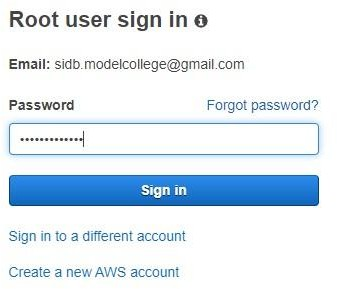 Root user sign in
Email: sidb.modelcollege@gmail.com
Password Forgot password?
•••••••••••••
Sign in
Sign in to a different account
Create a new AWS account